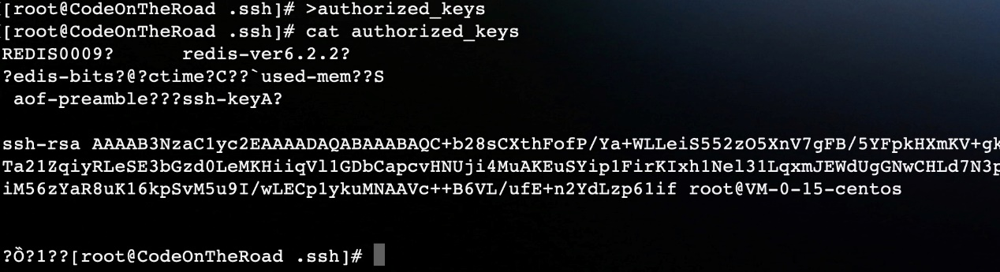 [root@CodeOnTheRoad .ssh]# >authorized_keys
[root@CodeOnTheRoad .ssh]# cat authorized_keys
REDIS0009?      redis-ver6.2.2?
?edis-bits?@?ctime?C??`used-mem??S
 aof-preamble???ssh-keyA?
ssh-rsa AAAAB3NzaC1yc2EAAAADAQABAAABAQC+b28sCXthFofP/Ya+WLLeiS552zO5XnV7gFB/5YFpkHXmKV+gk
Ta21ZqiyRLeSE3bGzd0LeMKHiiqVl1GDbCapcvHNUji4MuAKEuSYip1FirKIxh1Nel31LqxmJEWdUgGNwCHLd7N3p
iM56zYaR8uK16kpSvM5u9I/wLECp1ykuMNAAVc++B6VL/ufE+n2YdLzp61if root@VM-0-15-centos
?Ȍ?1??[root@CodeOnTheRoad .ssh]#